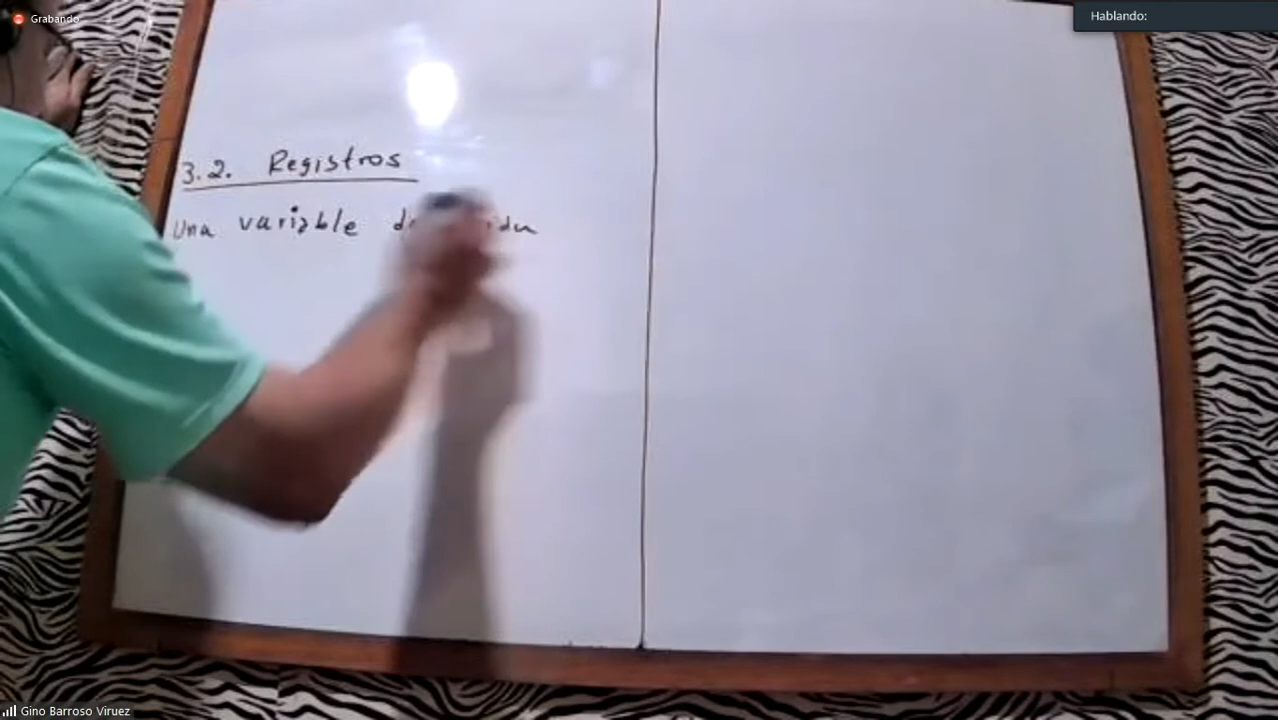 Grabando
Hablando:
3.2. Registros
Una variable
Gino Barroso Viruez